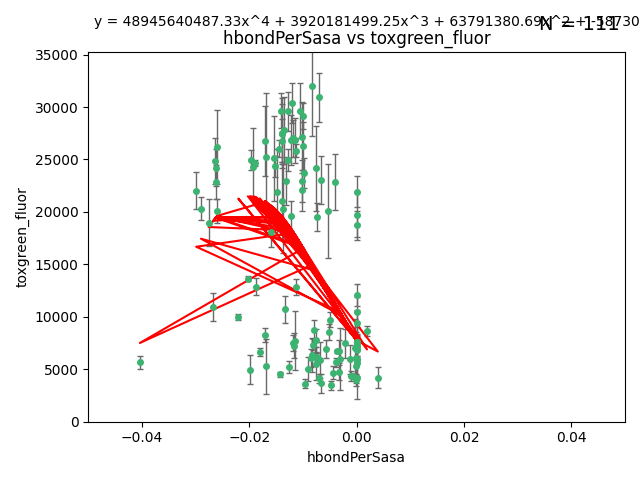 y = 48945640487.33x^4 + 3920181499.25x^3 + 63791380.69x^2 +
N = 111
hbondPerSasa vs toxgreen_fluor
35000
30000
25000
20000
15000
10000
5000
0
toxgreen_fluor
−0.04 −0.02 0.00 0.02 0.04
hbondPerSasa